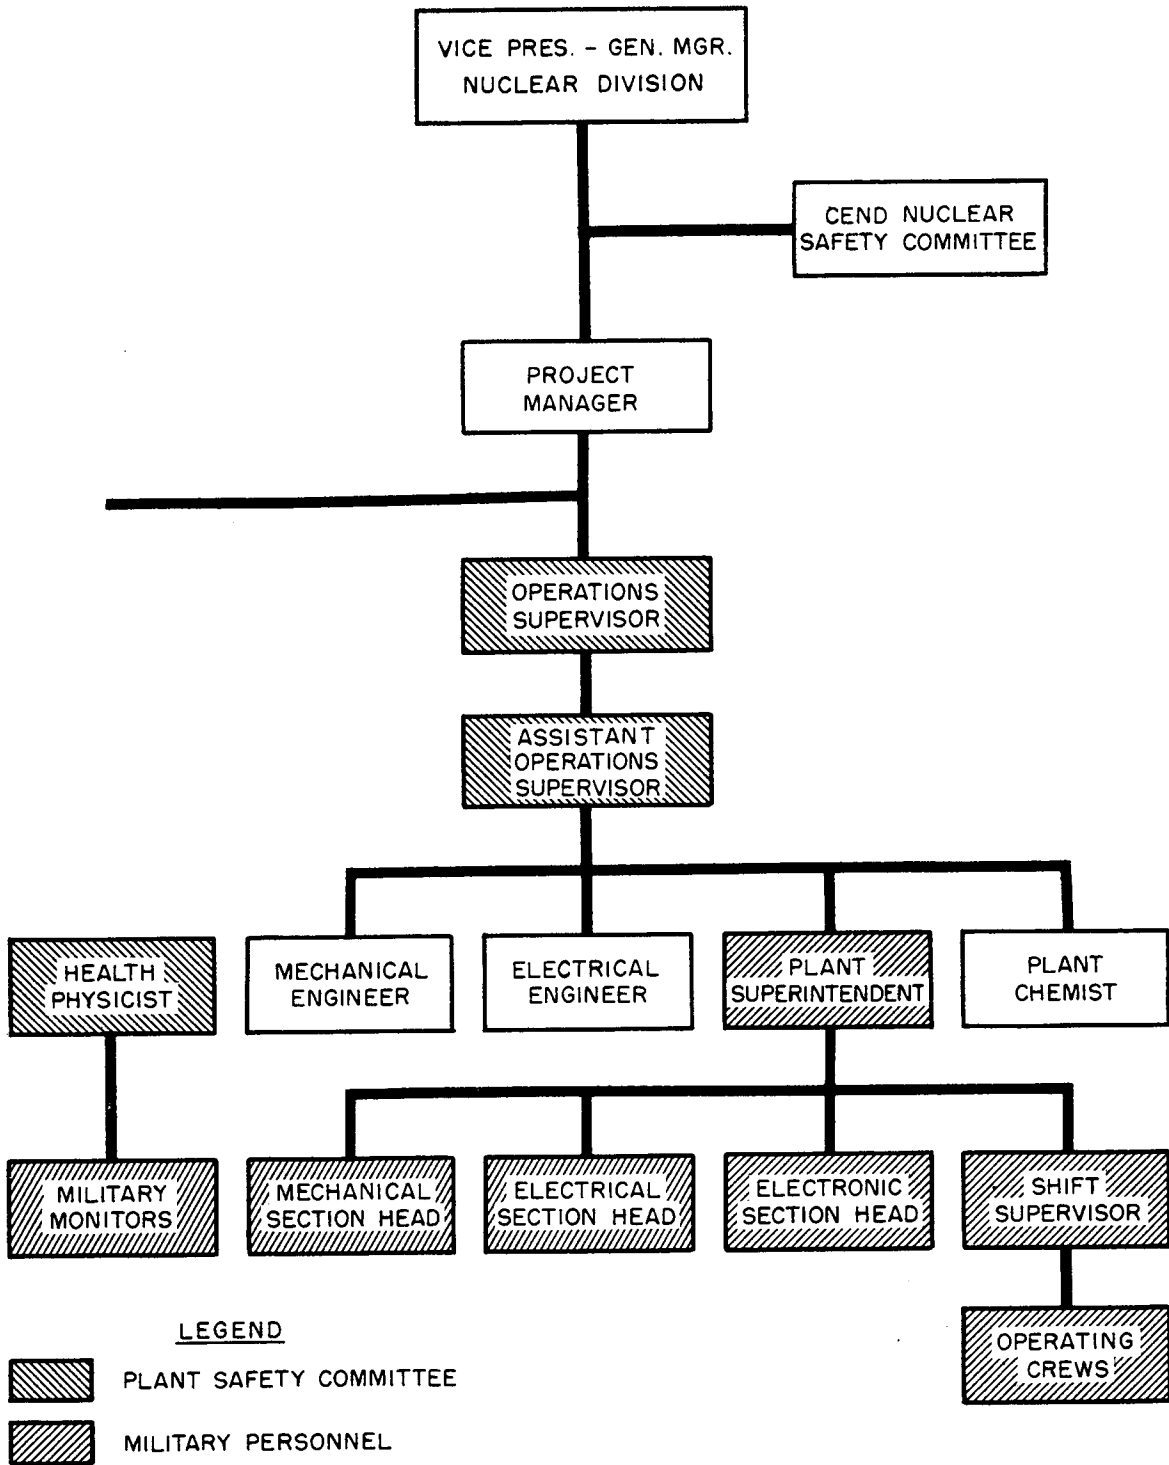 VICE PRES. - GEN. MGR.
NUCLEAR DIVISION
CEND NUCLEAR
SAFETY COMMITTEE
PROJECT
MANAGER
OPERATIONS
SUPERVISOR
ASSISTANT
OPERATIONS
SUPERVISOR
HEALTH
PHYSICIST
MECHANICAL
ENGINEER
ELECTRICAL
ENGINEER
PLANT
SUPERINTENDENT
PLANT
CHEMIST
MILITARY
MONITORS
MECHANICAL
SECTION HEAD
ELECTRICAL
SECTION HEAD
ELECTRONIC
SECTION HEAD
SHIFT
SUPERVISOR
OPERATING
CREWS
LEGEND
PLANT SAFETY COMMITTEE
MILITARY PERSONNEL